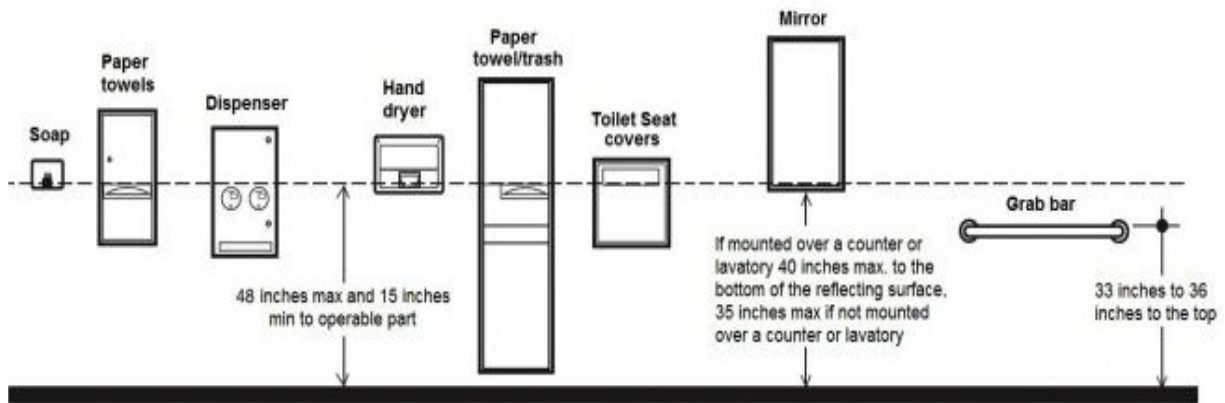 Soap
Paper
towels
Dispenser
Hand
dryer
Paper
towel/trash
Toilet Seat
covers
Mirror
Grab bar
48 inches max and 15 inches
min to operable part
If mounted over a counter or
lavatory 40 inches max. to the
bottom of the reflecting surface,
35 inches max if not mounted
over a counter or lavatory
33 inches to 36
inches to the top